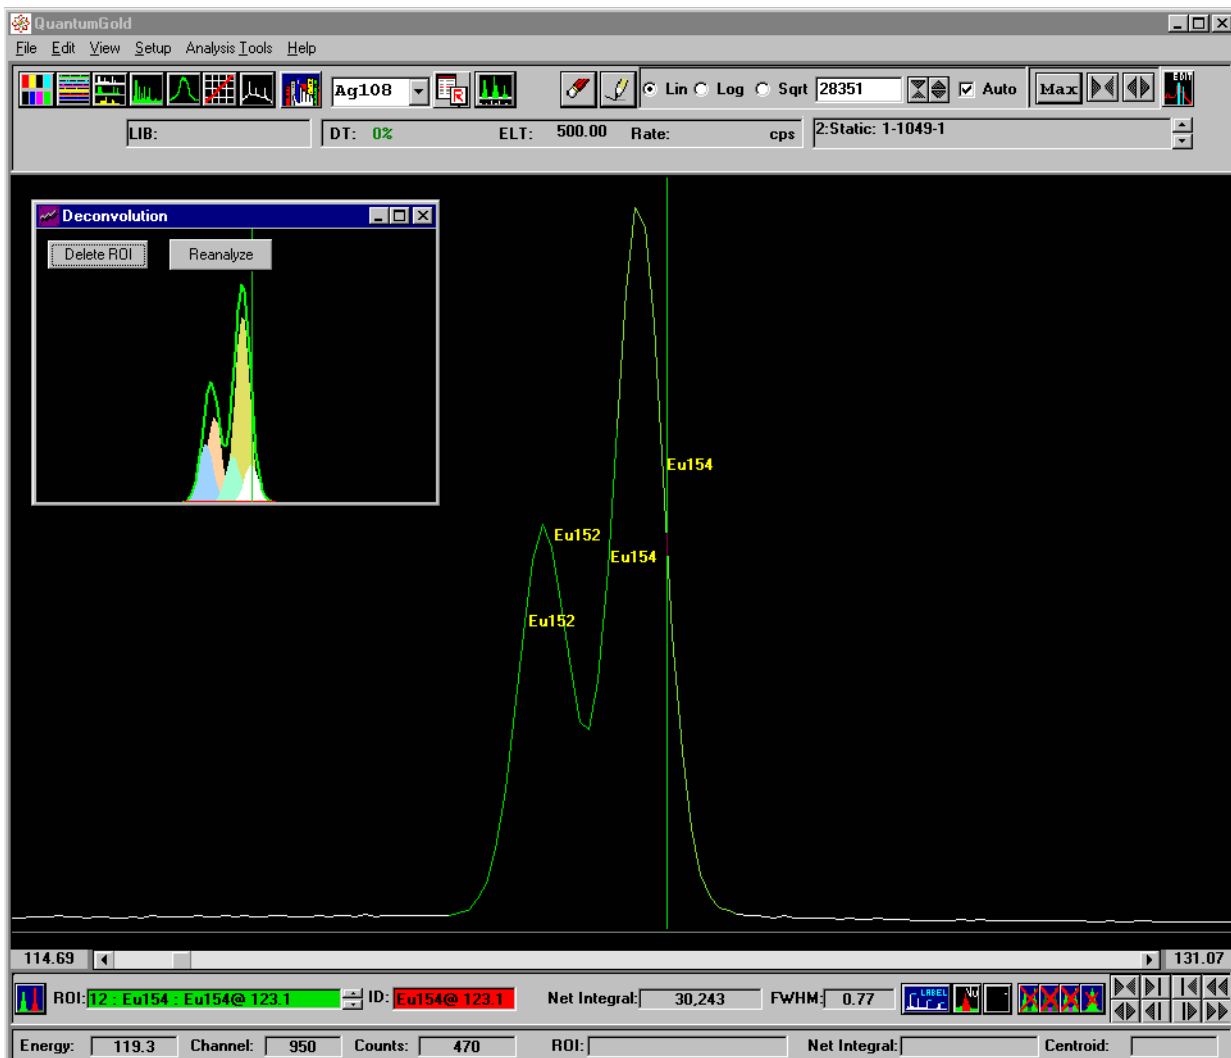 QuantumGold
File Edit View Setup Analysis Tools Help
Ag108 R Lin Log Sqrt 28351 Auto Max EDIT
LIB: DT: 0% ELT: 500.00 Rate: cps 2:Static: 1-1049-1
Deconvolution
Delete ROI Reanalyze
Eu154
Eu152
Eu154
Eu152
114.69 131.07
ROI: 12 : Eu154 : Eu154@ 123.1 ID: Eu154@ 123.1 Net Integral: 30,243 FWHM: 0.77 LABEL Nu
Energy: 119.3 Channel: 950 Counts: 470 ROI: Net Integral: Centroid: